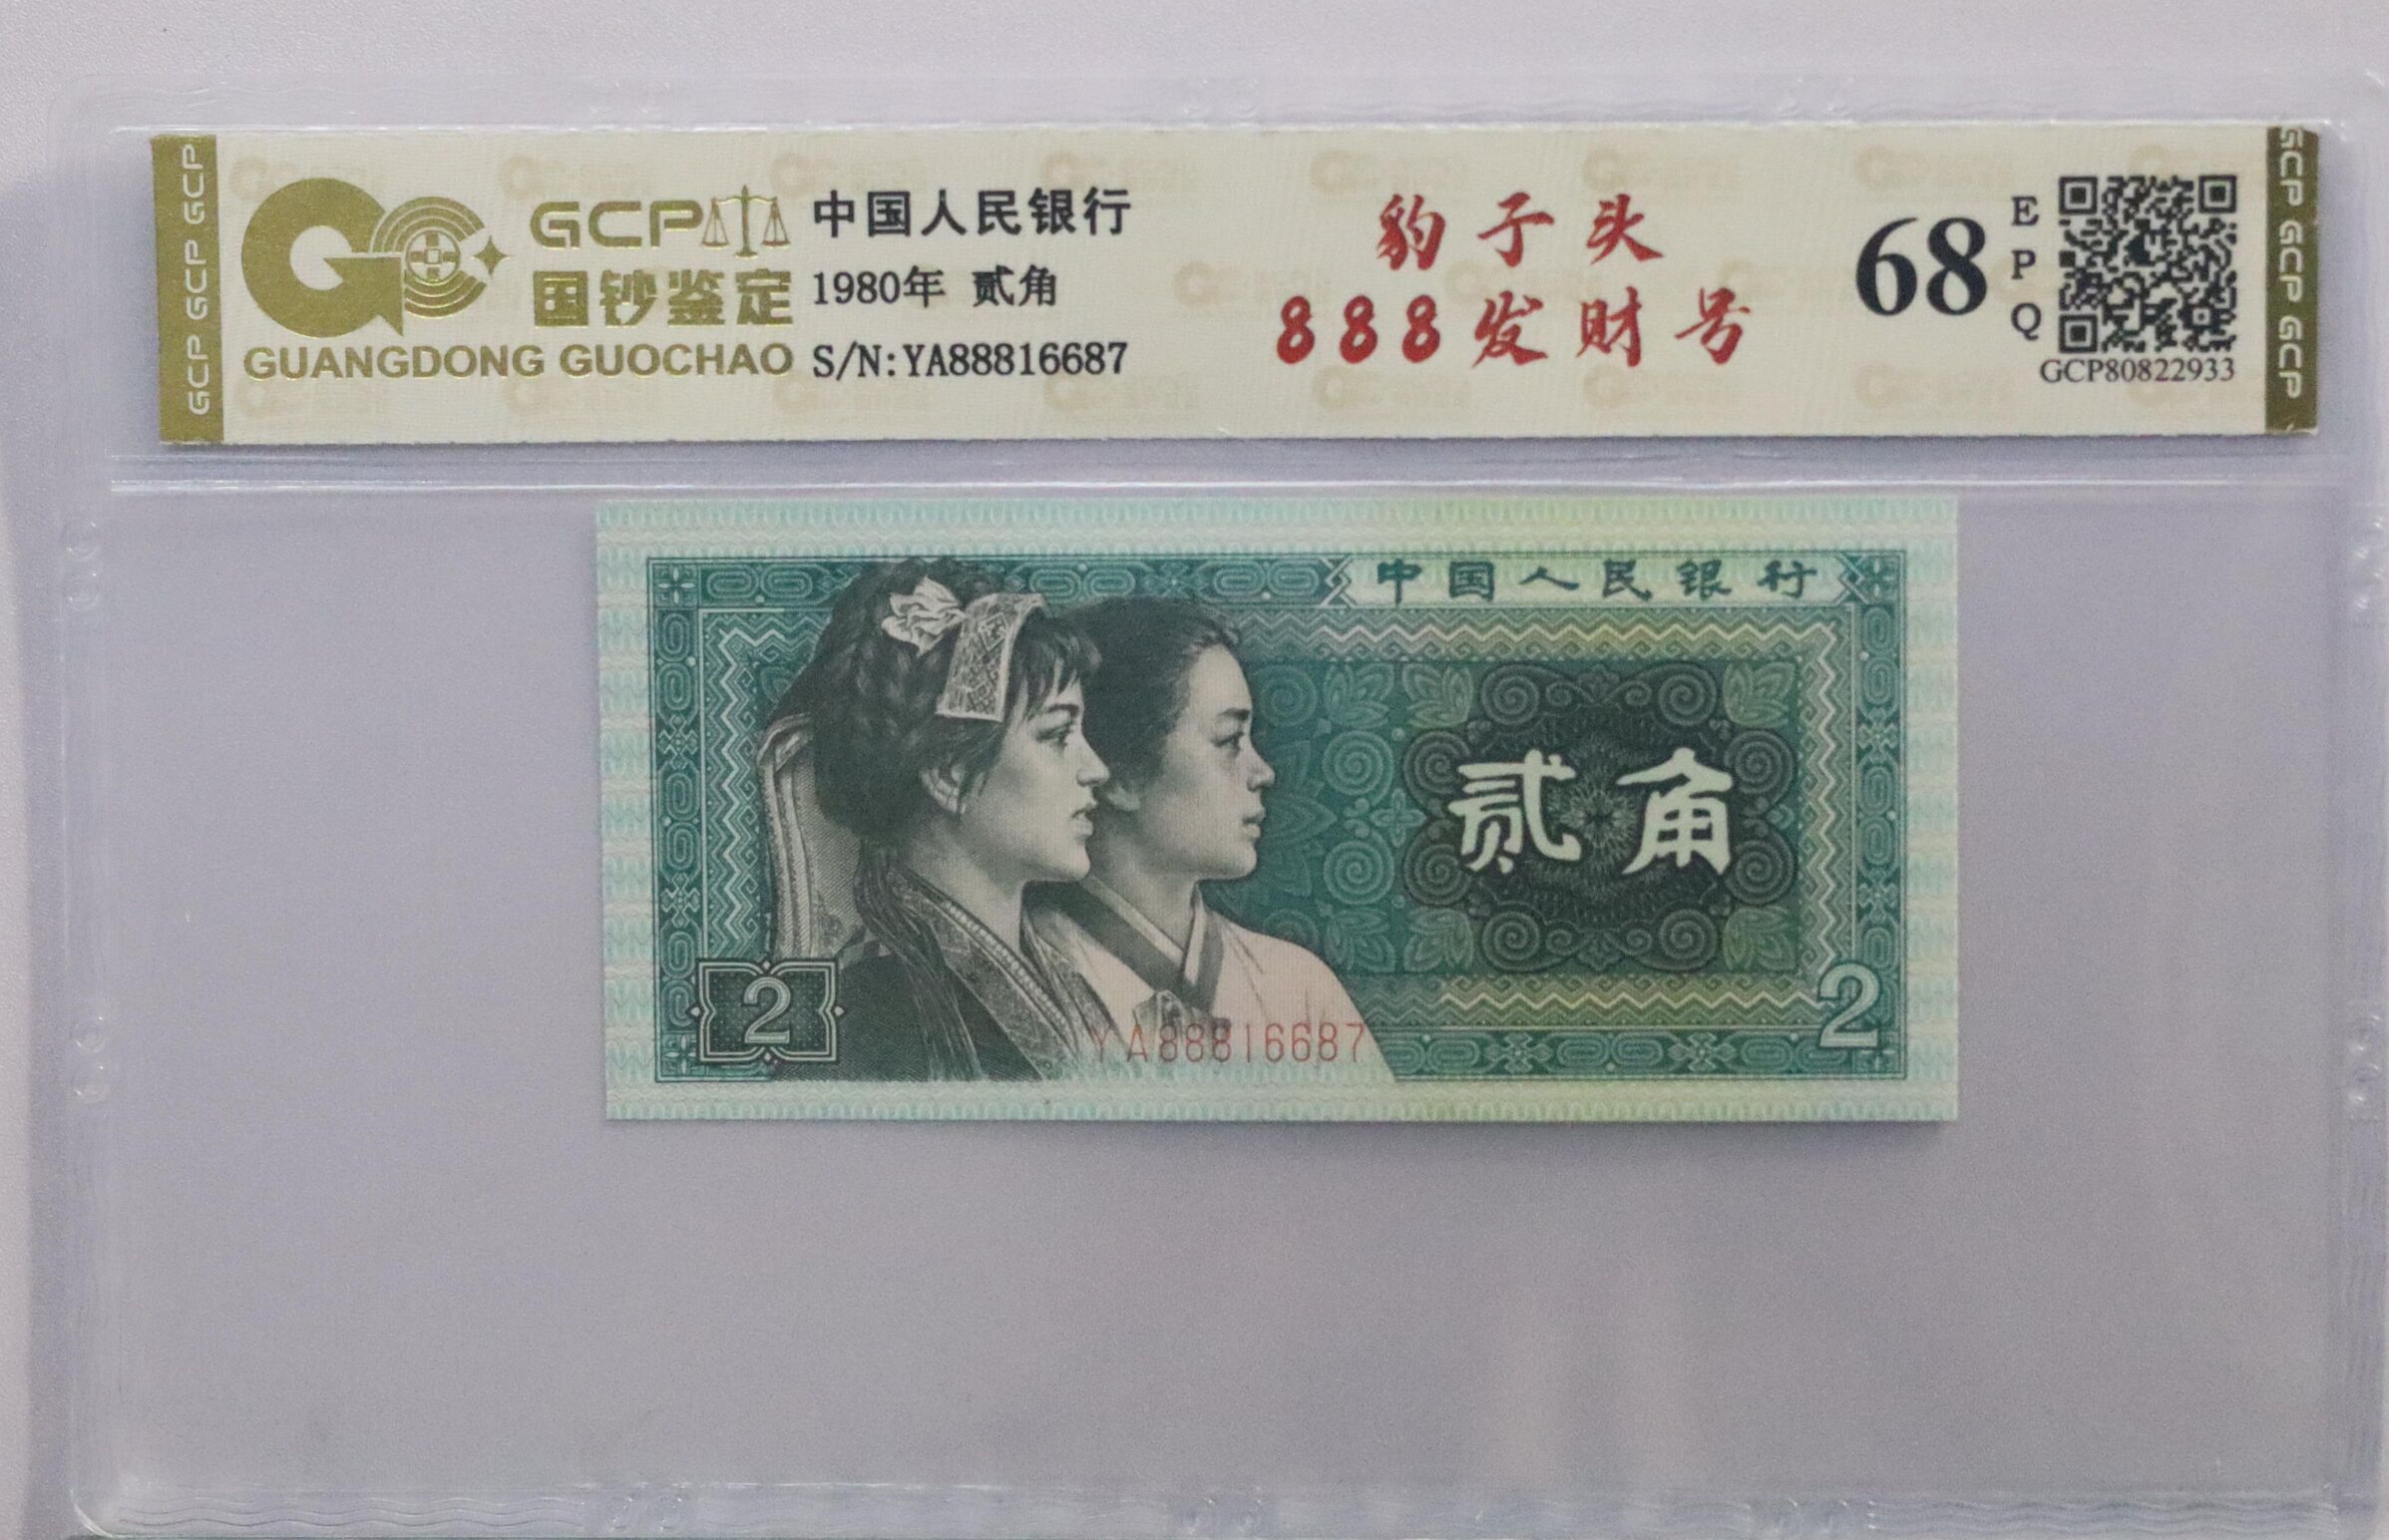 GCP GCP GCP
GCP
国钞鉴定
GUANGDONG GUOCHAO
中国人民银行
1980年 贰角
S/N:YA88816687
豹子头
888发财号
68
EPQ
GCP80822933
GCP GCP GCP
中国人民银行
贰角
2
YA88816687
2